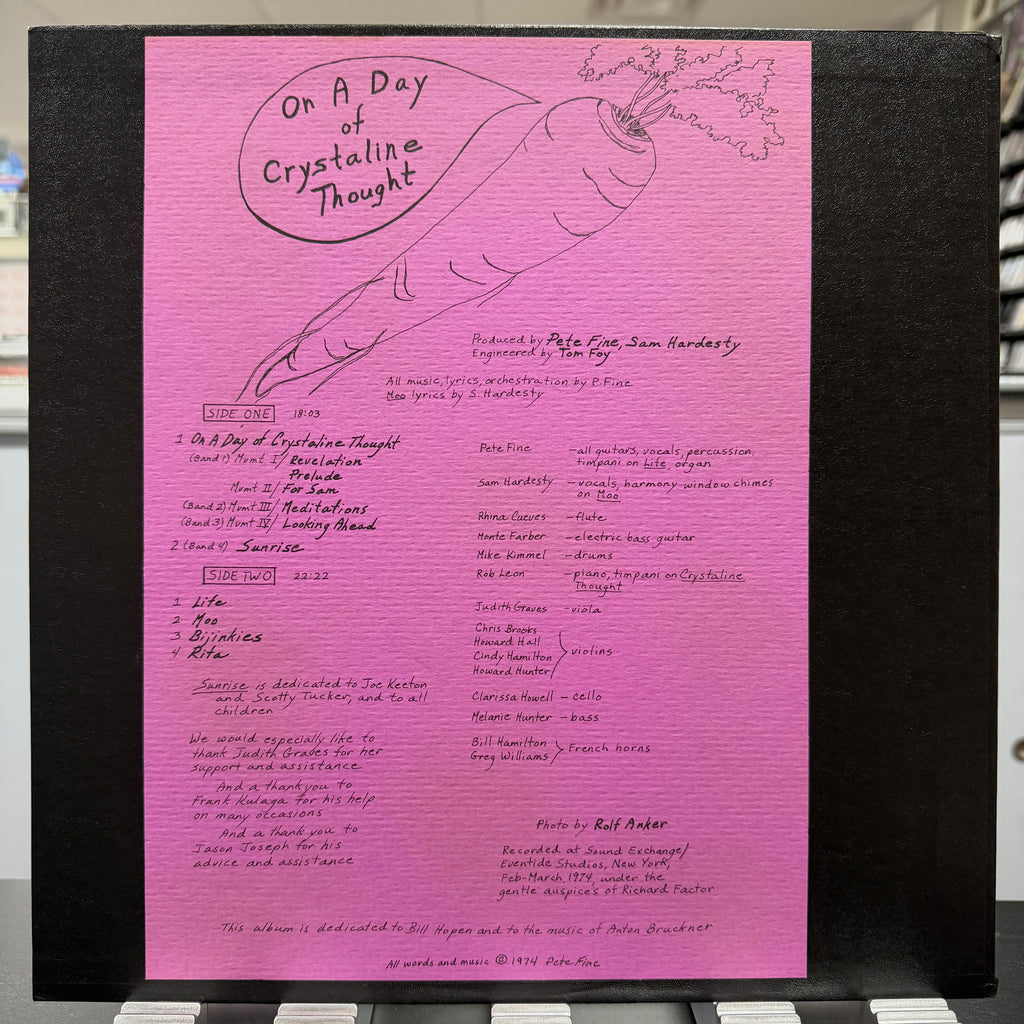 On A Day
of
Crystaline
Thought
Produced by Pete Fine, Sam Hardesty
Engineered by Tom Foy
All music, lyrics, orchestration by P. Fine
Moo lyrics by S. Hardesty
SIDE ONE 18:03
1 On A Day of Crystaline Thought
(Band 1) Mvmt I/ Revelation
Prelude
Mvmt II/ For Sam
(Band 2) Mvmt III/ Meditations
(Band 3) Mvmt IV/ Looking Ahead
2 (Band 4) Sunrise
SIDE TWO 22:22
1 Life
2 Moo
3 Bijinkies
4 Rita
Sunrise is dedicated to Joe Keeton
and Scotty Tucker, and to all
children
We would especially like to
thank Judith Graves for her
support and assistance
And a thank you to
Frank Kulaga for his help
on many occasions
And a thank you to
Jason Joseph for his
advice and assistance
Pete Fine - all guitars, vocals, percussion,
timpani on Life, organ
Sam Hardesty - vocals, harmony window chimes
on Moo
Rhina Cueves - flute
Monte Farber - electric bass guitar
Mike Kimmel - drums
Rob Leon - piano, timpani on Crystaline
Thought
Judith Graves - viola
Chris Brooks
Howard Hall
Cindy Hamilton
Howard Hunter
violins
Clarissa Howell - cello
Melanie Hunter - bass
Bill Hamilton
Greg Williams
French horns
Photo by Rolf Anker
Recorded at Sound Exchange/
Eventide Studios, New York,
Feb-March, 1974, under the
gentle auspices of Richard Factor
This album is dedicated to Bill Hopen and to the music of Anton Bruckner
All words and music ℗ 1974 Pete Fine